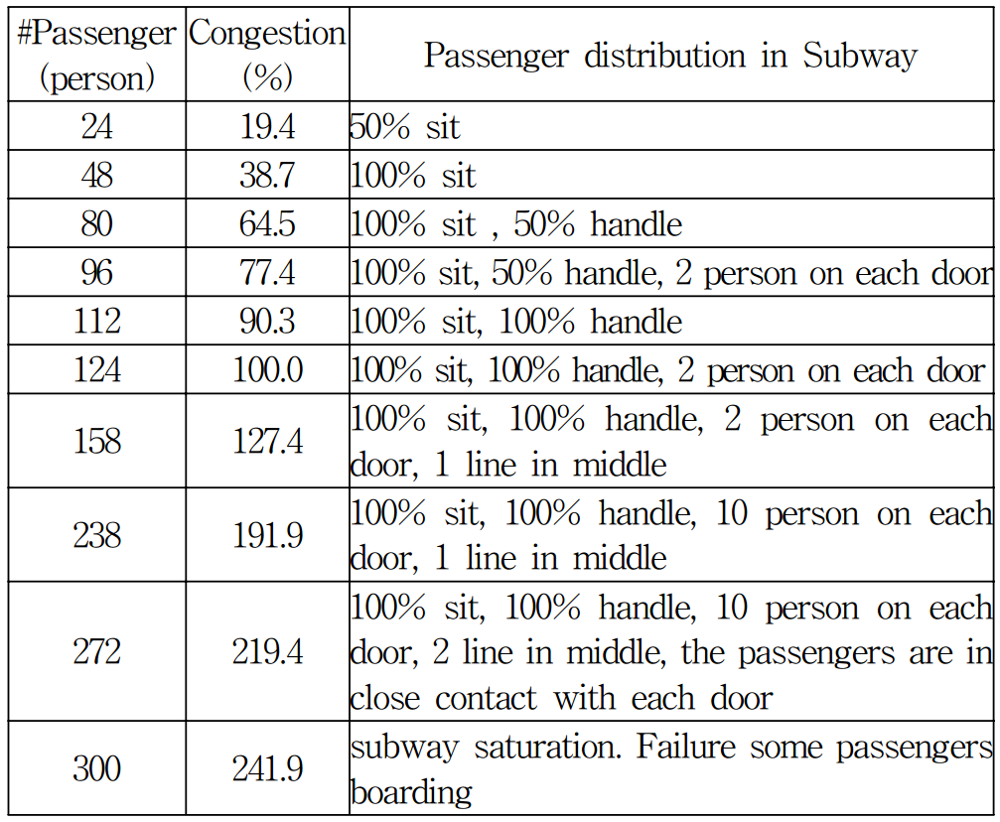 #Passenger (person) Congestion (%) Passenger distribution in Subway
24 19.4 50% sit
48 38.7 100% sit
80 64.5 100% sit , 50% handle
96 77.4 100% sit, 50% handle, 2 person on each door
112 90.3 100% sit, 100% handle
124 100.0 100% sit, 100% handle, 2 person on each door
158 127.4 100% sit, 100% handle, 2 person on each
door, 1 line in middle
238 191.9 100% sit, 100% handle, 10 person on each
door, 1 line in middle
272 219.4 100% sit, 100% handle, 10 person on each
door, 2 line in middle, the passengers are in
close contact with each door
300 241.9 subway saturation. Failure some passengers
boarding